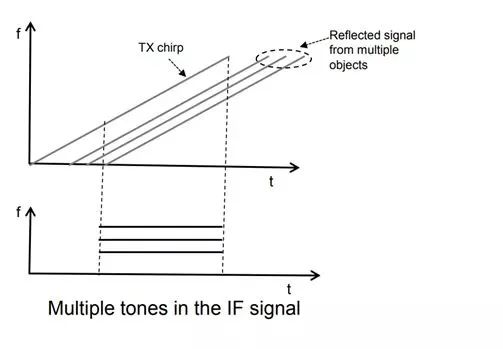 f
TX chirp
Reflected signal
from multiple
objects
t
f
t
Multiple tones in the IF signal